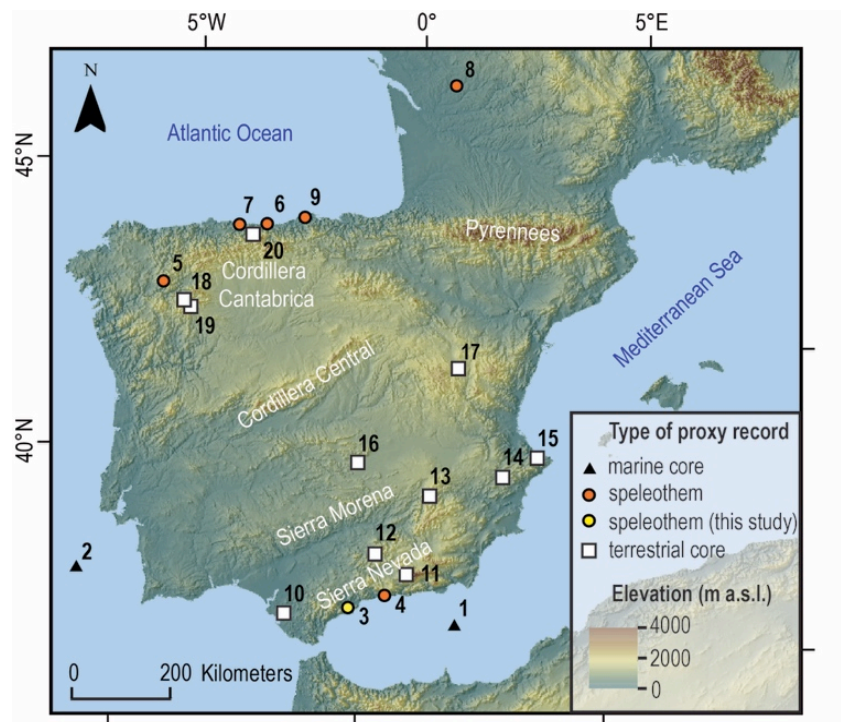 5°W
0°
5°E
N
8
Atlantic Ocean
45°N
7
6
9
20
Pyrennees
5
18
Cordillera
Cantabrica
19
Mediterranean Sea
17
Cordillera Central
40°N
16
15
14
13
Sierra Morena
12
2
Sierra Nevada
11
10
3
4
1
Type of proxy record
marine core
speleothem
speleothem (this study)
terrestrial core
Elevation (m a.s.l.)
4000
2000
0
0
200
Kilometers